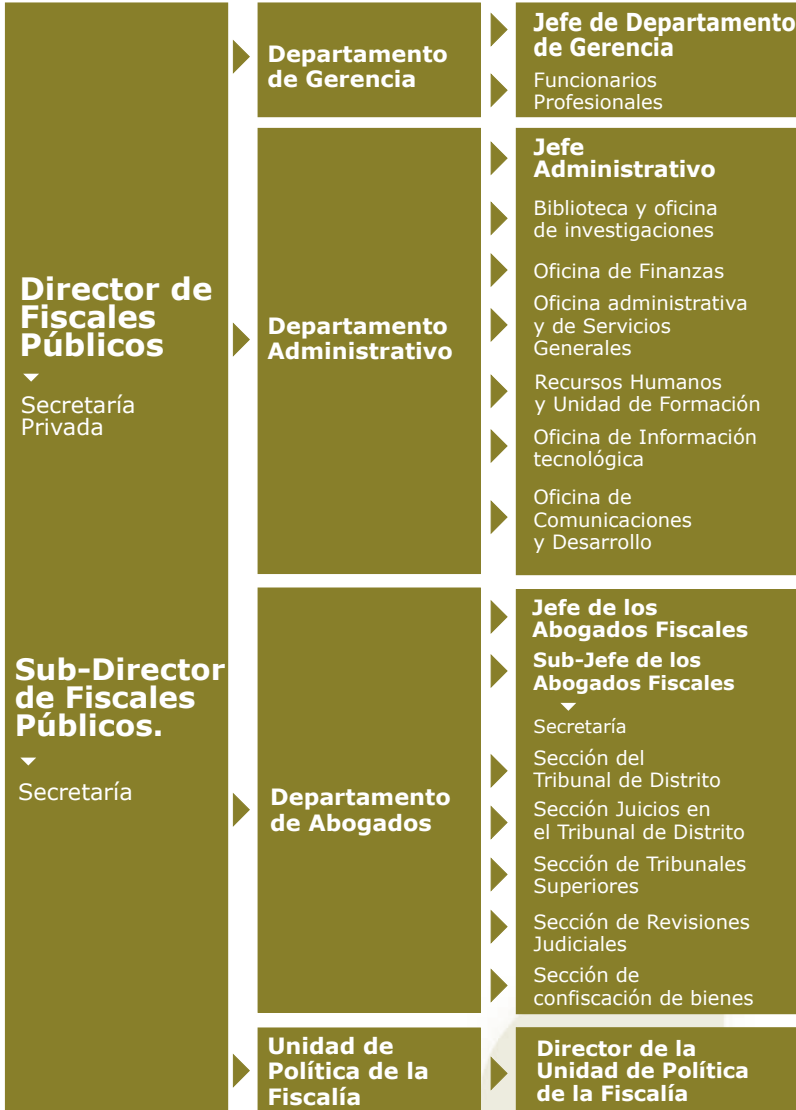 Director de
Fiscales
Públicos
Secretaría
Privada
Sub-Director
de Fiscales
Públicos.
Secretaría
Departamento
de Gerencia
Jefe de Departamento
de Gerencia
Funcionarios
Profesionales
Departamento
Administrativo
Jefe
Administrativo
Biblioteca y oficina
de investigaciones
Oficina de Finanzas
Oficina administrativa
y de Servicios
Generales
Recursos Humanos
y Unidad de Formación
Oficina de Información
tecnológica
Oficina de
Comunicaciones
y Desarrollo
Departamento
de Abogados
Jefe de los
Abogados Fiscales
Sub-Jefe de los
Abogados Fiscales
Secretaría
Sección del
Tribunal de Distrito
Sección Juicios en
el Tribunal de Distrito
Sección de Tribunales
Superiores
Sección de Revisiones
Judiciales
Sección de
confiscación de bienes
Unidad de
Política de la
Fiscalía
Director de la
Unidad de Política
de la Fiscalía